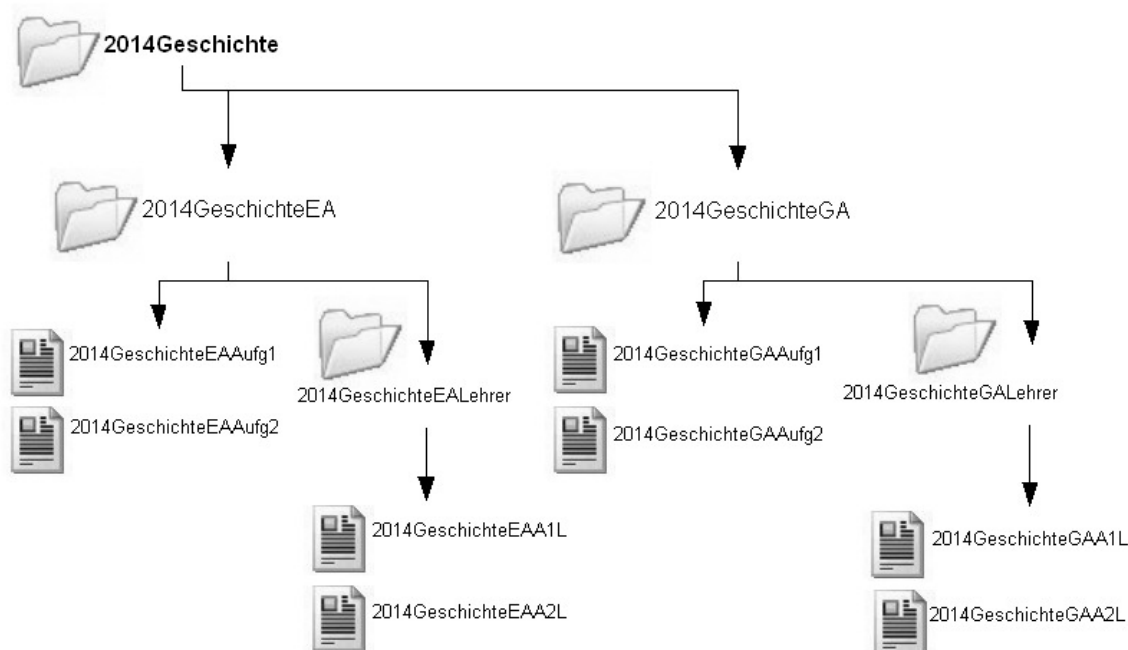 2014Geschichte
2014GeschichteEA
2014GeschichteGA
2014GeschichteEAAufg1
2014GeschichteEAAufg2
2014GeschichteEALehrer
2014GeschichteGAAufg1
2014GeschichteGAAufg2
2014GeschichteGALehrer
2014GeschichteEAA1L
2014GeschichteEAA2L
2014GeschichteGAA1L
2014GeschichteGAA2L